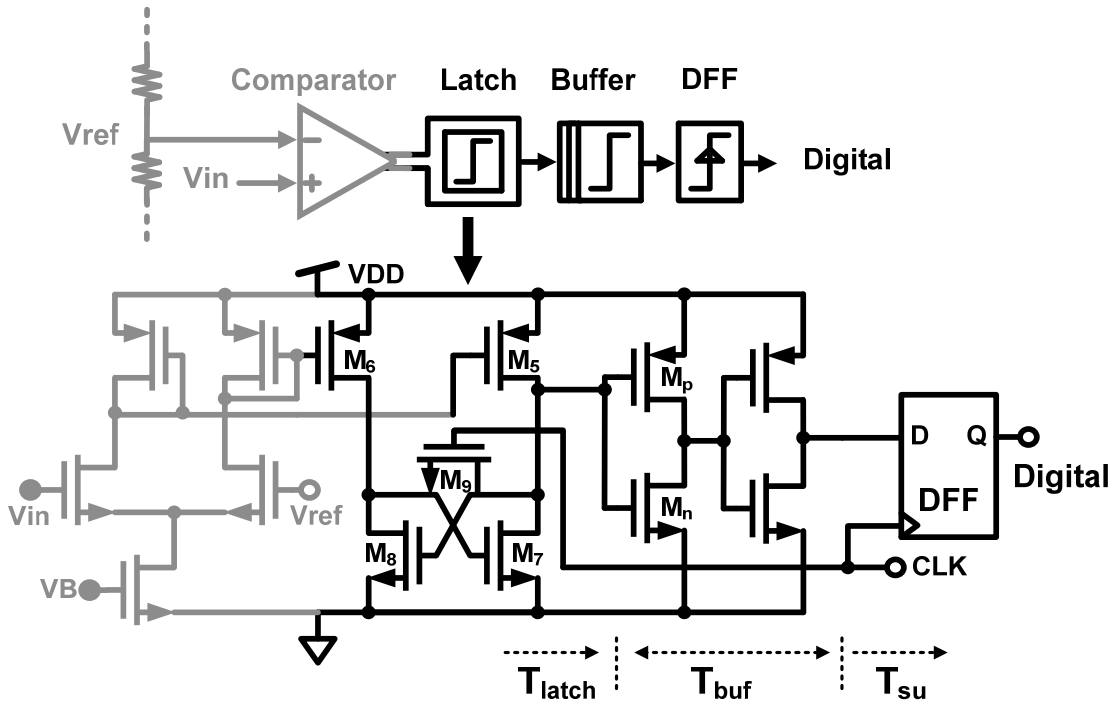 Comparator
Latch
Buffer
DFF
Vref
Vin
−
+
Digital
VDD
M6
M5
Mp
M9
D
Q
DFF
Digital
Vin
Vref
M8
M7
Mn
VB
CLK
Tlatch
Tbuf
Tsu